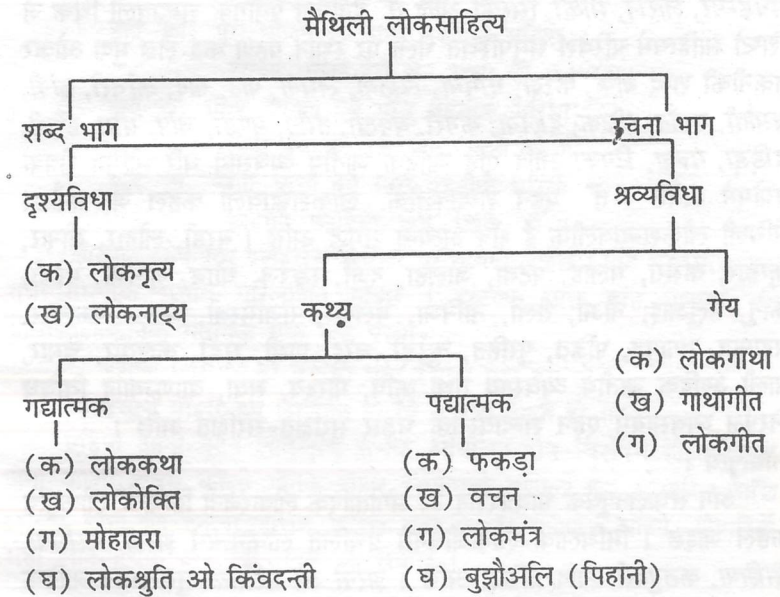 मैथिली लोकसाहित्य
शब्द भाग रचना भाग
दृश्यविधा श्रव्यविधा
(क) लोकनृत्य
(ख) लोकनाट्य कथ्य गेय
(क) लोकगाथा
गद्यात्मक पद्यात्मक (ख) गाथागीत
(ग) लोकगीत
(क) लोककथा (क) फकड़ा
(ख) लोकोक्ति (ख) वचन
(ग) मोहावरा (ग) लोकमंत्र
(घ) लोकश्रुति ओ किंवदन्ती (घ) बुझौअलि (पिहानी)